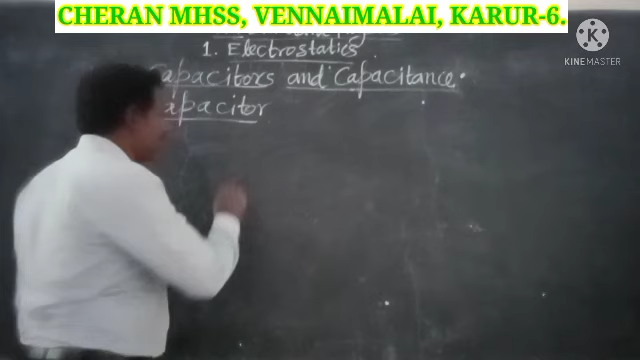 CHERAN MHSS, VENNAIMALAI, KARUR-6.
KINEMASTER
1. Electrostatics
Capacitors and Capacitance.
Capacitor